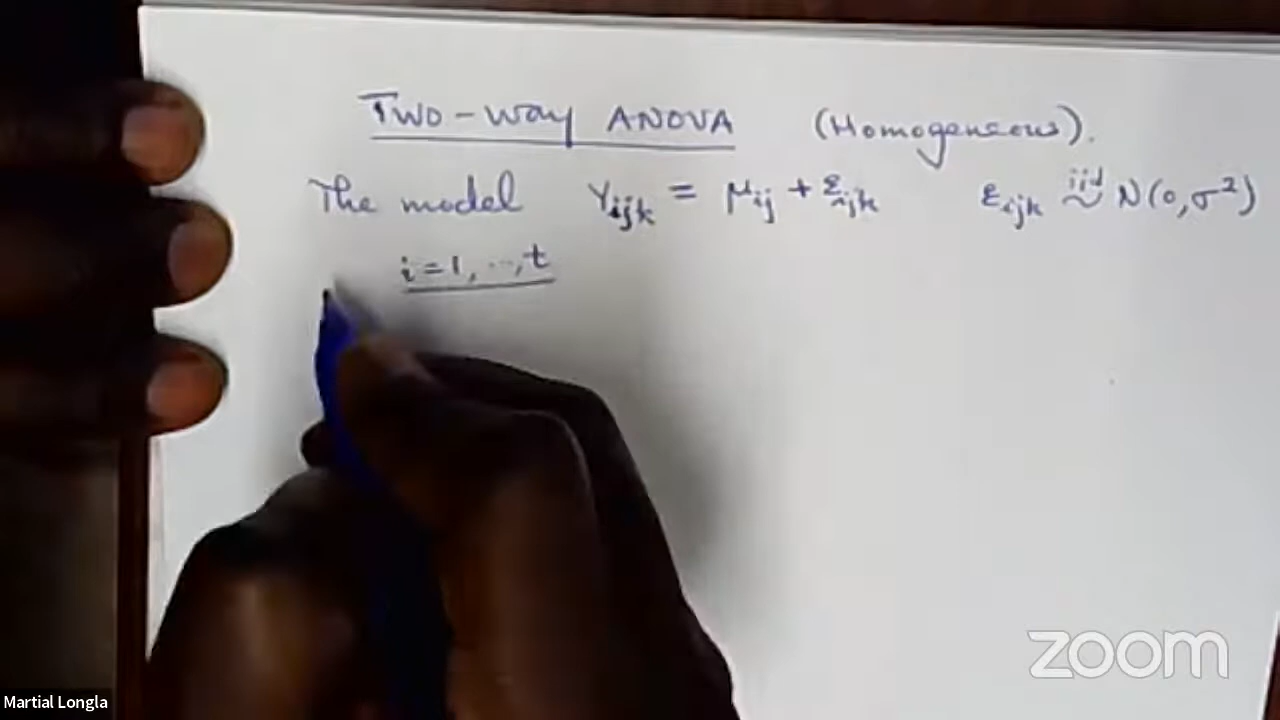 Two-Way ANOVA (Homogeneous).
The model Yijk = μij + εijk εijk iid ~ N(0, σ²)
i = 1, ..., t
zoom
Martial Longla